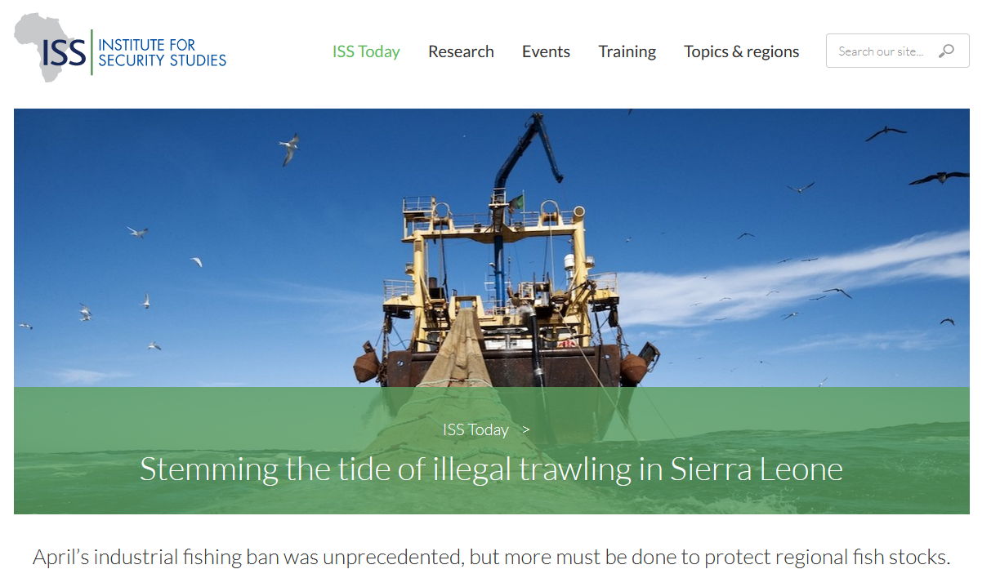 ISS
INSTITUTE FOR
SECURITY STUDIES
ISS Today
Research
Events
Training
Topics & regions
Search our site...
ISS Today >
Stemming the tide of illegal trawling in Sierra Leone
April’s industrial fishing ban was unprecedented, but more must be done to protect regional fish stocks.